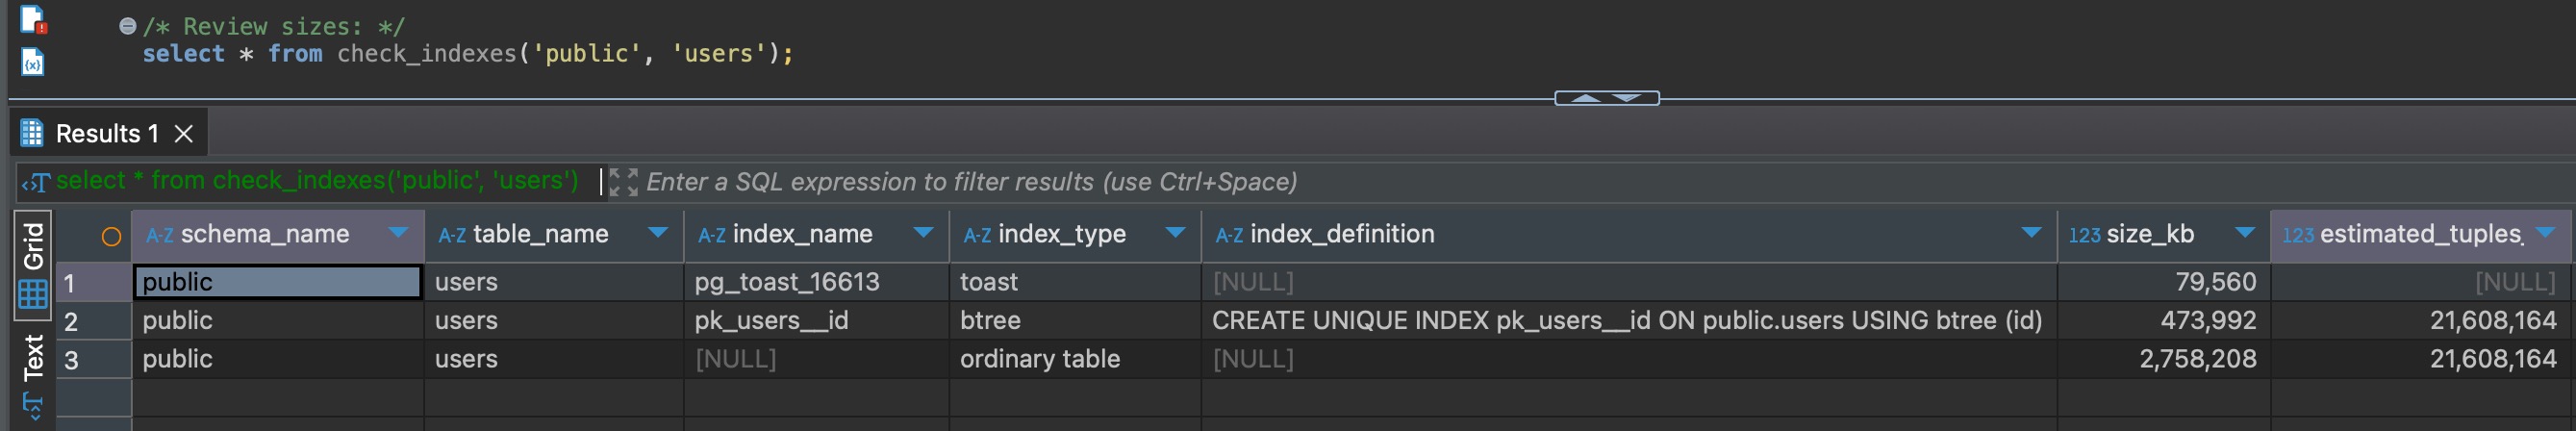 /* Review sizes: */
select * from check_indexes('public', 'users');
Results 1
select * from check_indexes('public', 'users') Enter a SQL expression to filter results (use Ctrl+Space)
Grid
Text
A-Z schema_name A-Z table_name A-Z index_name A-Z index_type A-Z index_definition 123 size_kb 123 estimated_tuples_
1 public users pg_toast_16613 toast [NULL] 79,560 [NULL]
2 public users pk_users__id btree CREATE UNIQUE INDEX pk_users__id ON public.users USING btree (id) 473,992 21,608,164
3 public users [NULL] ordinary table [NULL] 2,758,208 21,608,164